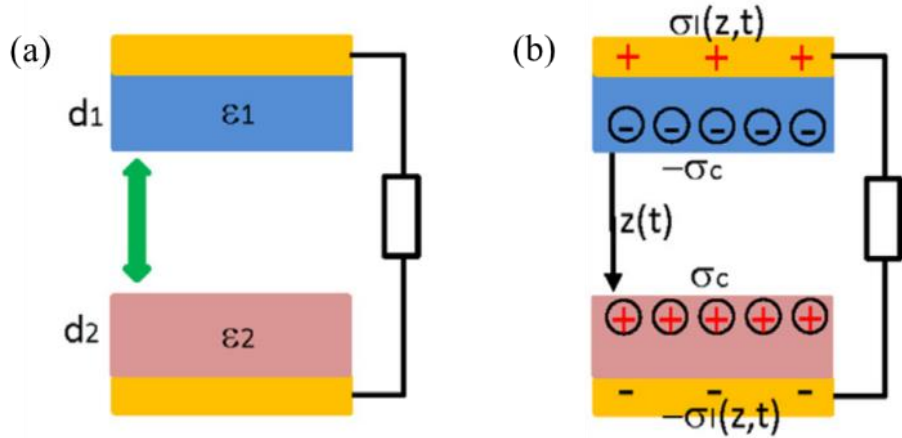 (a)
d1
ε1
d2
ε2
(b)
σI(z,t)
+ + +
- - - - -
-σc
z(t)
σc
+ + + + +
- - -
-σI(z,t)